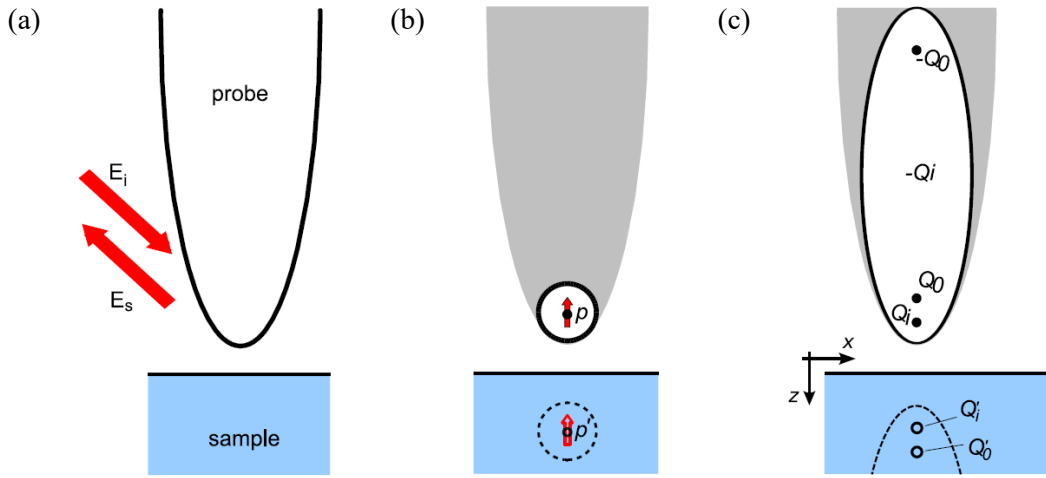 (a)
probe
E_i
E_s
sample
(b)
p
p'
(c)
-Q0
-Qi
Q0
Qi
x
z
Q'i
Q'0